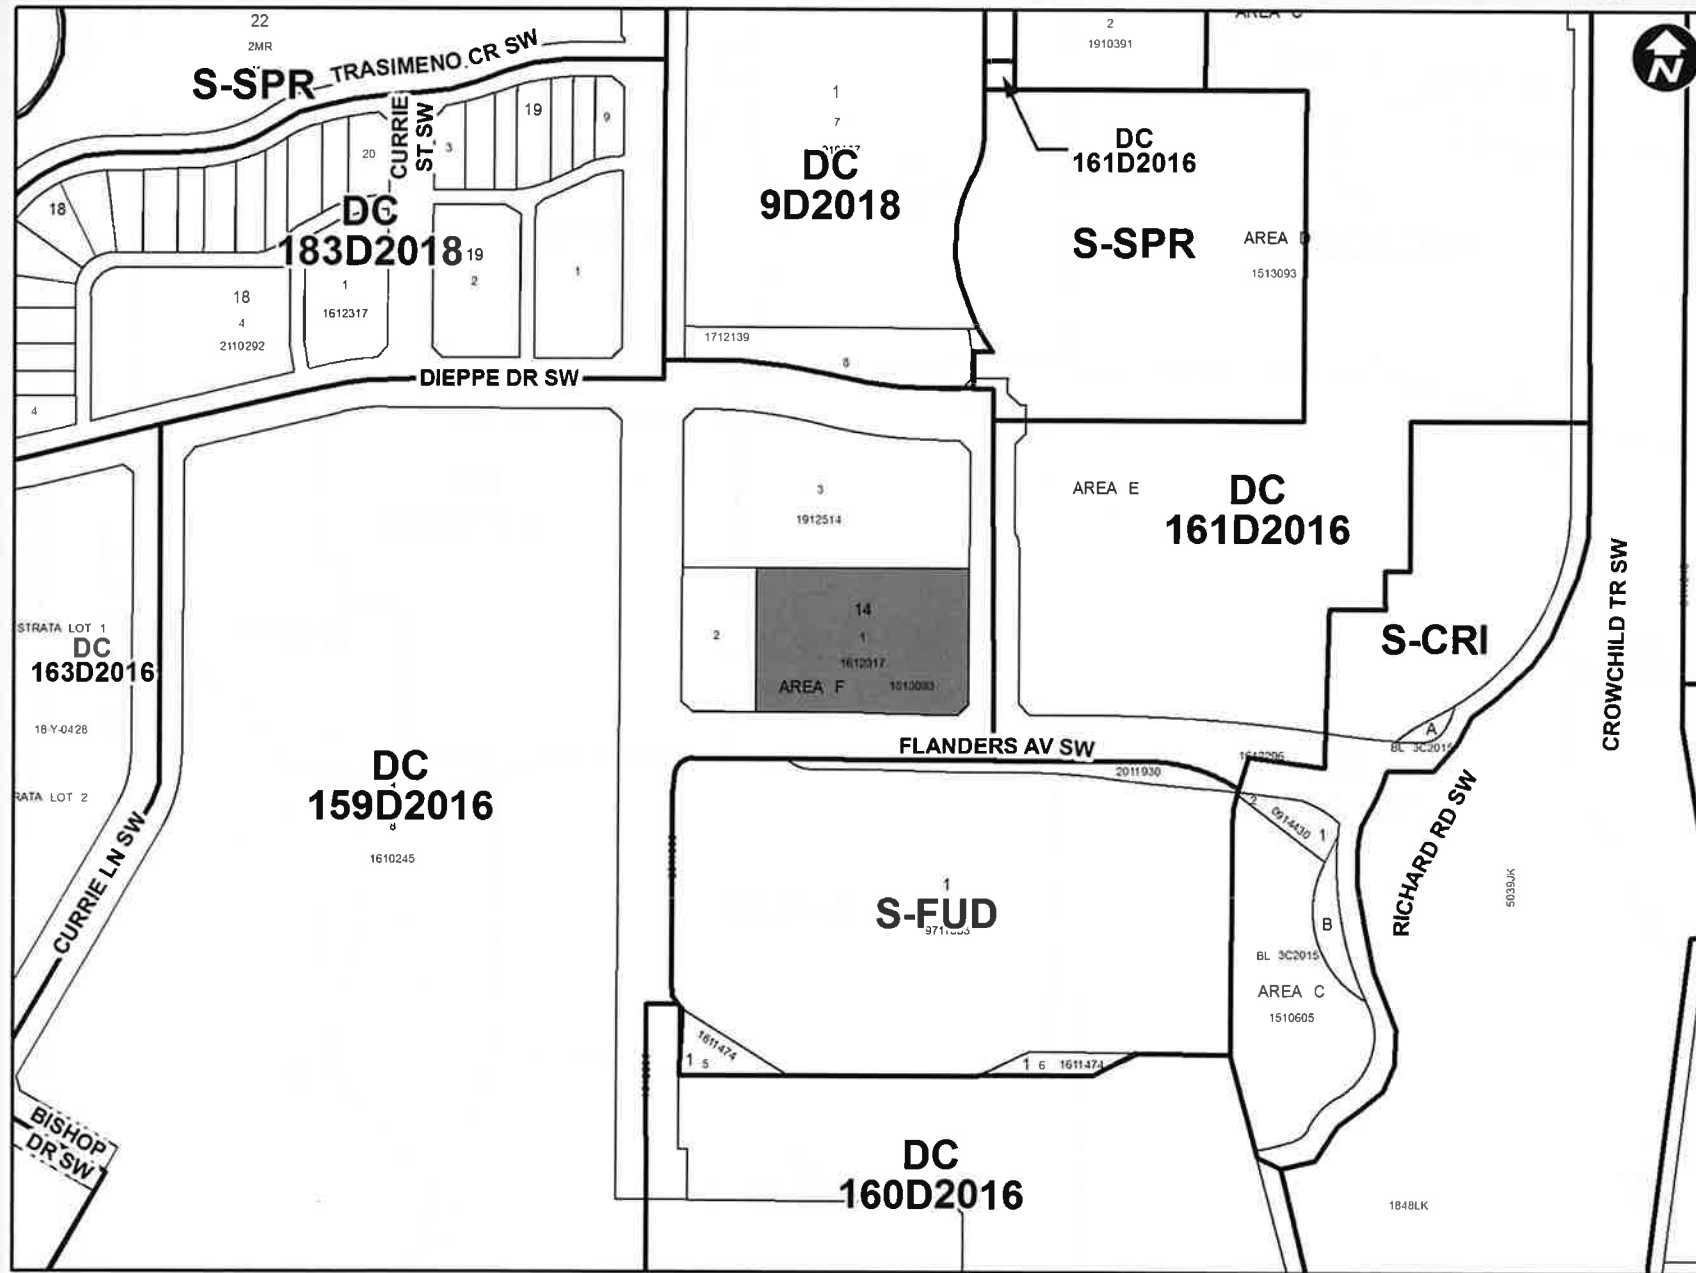 22
2MR
S-SPR
TRASIMENO CR SW
CURRIE
ST SW
20
3
19
9
18
DC
183D2018
19
2
1
18
4
2110292
1
1612317
4
DIEPPE DR SW
1
7
DC
9D2018
1712139
8
2
1910391
DC
161D2016
S-SPR
AREA D
1513093
N
3
1912514
2
14
1
1612317
AREA F
1513093
AREA E
DC
161D2016
S-CRI
CROWCHILD TR SW
STRATA LOT 1
DC
163D2016
18-Y-0428
RATA LOT 2
CURRIE LN SW
DC
159D2016
8
1610245
FLANDERS AV SW
2011930
A
BL 3C2015
RICHARD RD SW
2
0914430
1
B
1
S-FUD
BL 3C2015
AREA C
1510605
5039JK
1611474
1 5
1 6 1611474
BISHOP
DR SW
DC
160D2016
1848LK